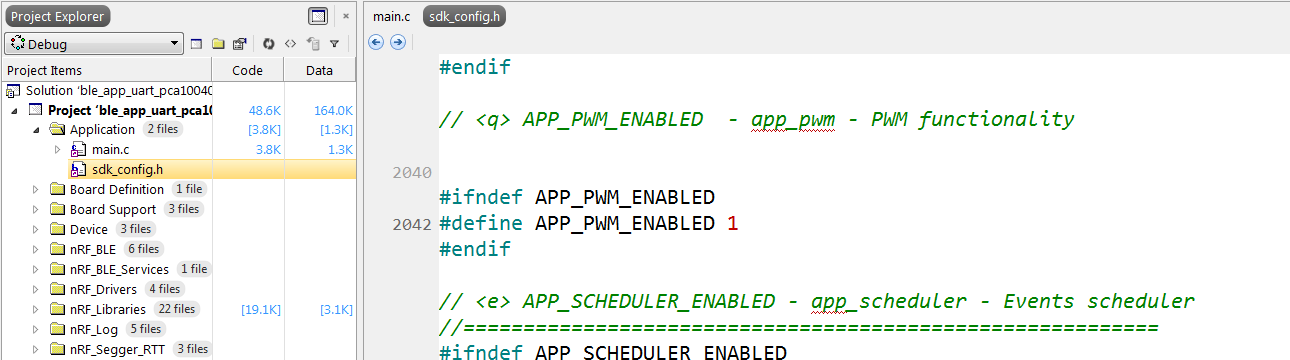 Project Explorer
Debug
Project Items Code Data
Solution 'ble_app_uart_pca10040
Project 'ble_app_uart_pca10 48.6K 164.0K
Application 2 files [3.8K] [1.3K]
main.c 3.8K 1.3K
sdk_config.h
Board Definition 1 file
Board Support 3 files
Device 3 files
nRF_BLE 6 files
nRF_BLE_Services 1 file
nRF_Drivers 4 files
nRF_Libraries 22 files [19.1K] [3.1K]
nRF_Log 5 files
nRF_Segger_RTT 3 files
main.c sdk_config.h
#endif
// <q> APP_PWM_ENABLED  - app_pwm - PWM functionality
2040
#ifndef APP_PWM_ENABLED
2042 #define APP_PWM_ENABLED 1
#endif
// <e> APP_SCHEDULER_ENABLED - app_scheduler - Events scheduler
//==========================================================
#ifndef APP_SCHEDULER_ENABLED